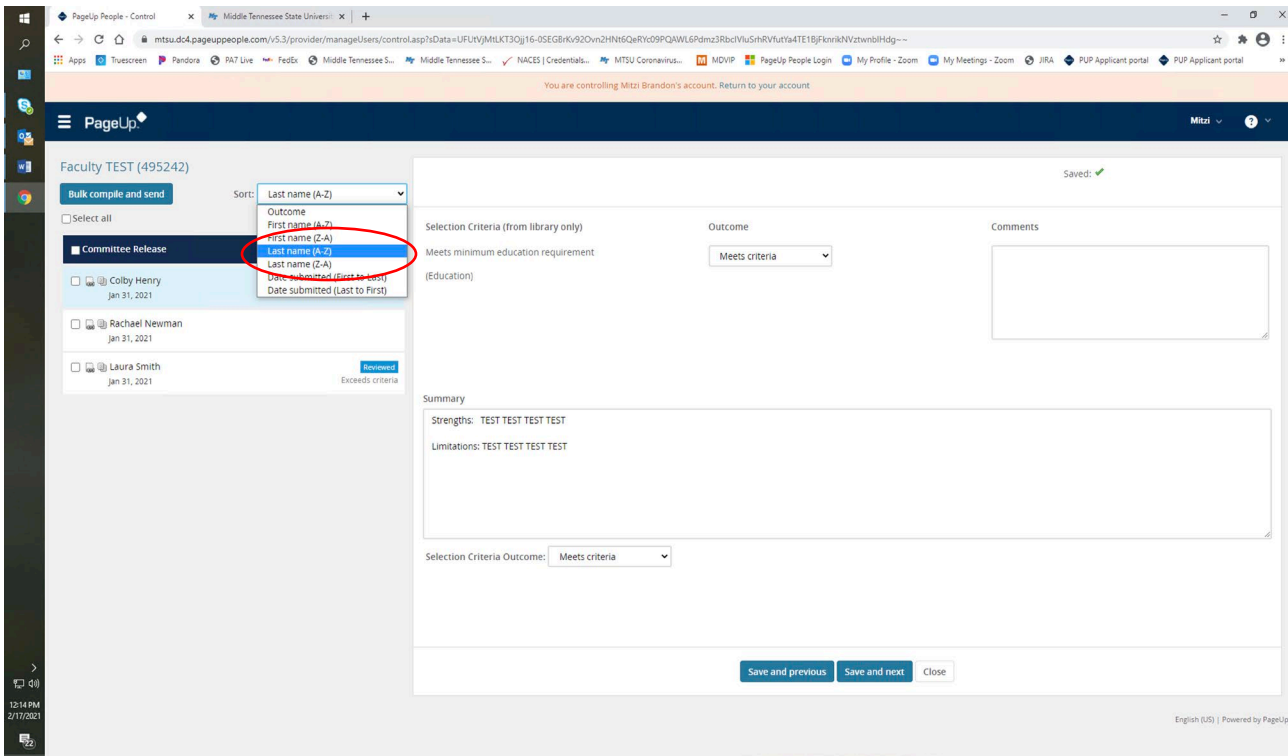 PageUp People - Control
Middle Tennessee State Universi
mtsu.dc4.pageuppeople.com/v5.3/provider/manageUsers/control.asp?sData=
Apps Truescreen Pandora PA7 Live FedEx Middle Tennessee S... Middle Tennessee S... NACES | Credentials... MTSU Coronavirus... MDVIP PageUp People Login My Profile - Zoom My Meetings - Zoom JIRA PUP Applicant portal PUP Applicant portal »
You are controlling Mitzi Brandon's account. Return to your account
PageUp.
Mitzi
?
Faculty TEST (495242)
Saved:
Bulk compile and send
Sort: Last name (A-Z)
Select all
Outcome
First name (A-Z)
First name (Z-A)
Last name (A-Z)
Last name (Z-A)
Date submitted (First to Last)
Date submitted (Last to First)
Committee Release
Colby Henry
Jan 31, 2021
Rachael Newman
Jan 31, 2021
Laura Smith
Reviewed
Jan 31, 2021
Exceeds criteria
Selection Criteria (from library only)
Outcome
Comments
Meets minimum education requirement
Meets criteria
(Education)
Summary
Strengths: TEST TEST TEST TEST
Limitations: TEST TEST TEST TEST
Selection Criteria Outcome: Meets criteria
Save and previous
Save and next
Close
12:14 PM
2/17/2021
22
English (US) | Powered by PageUp